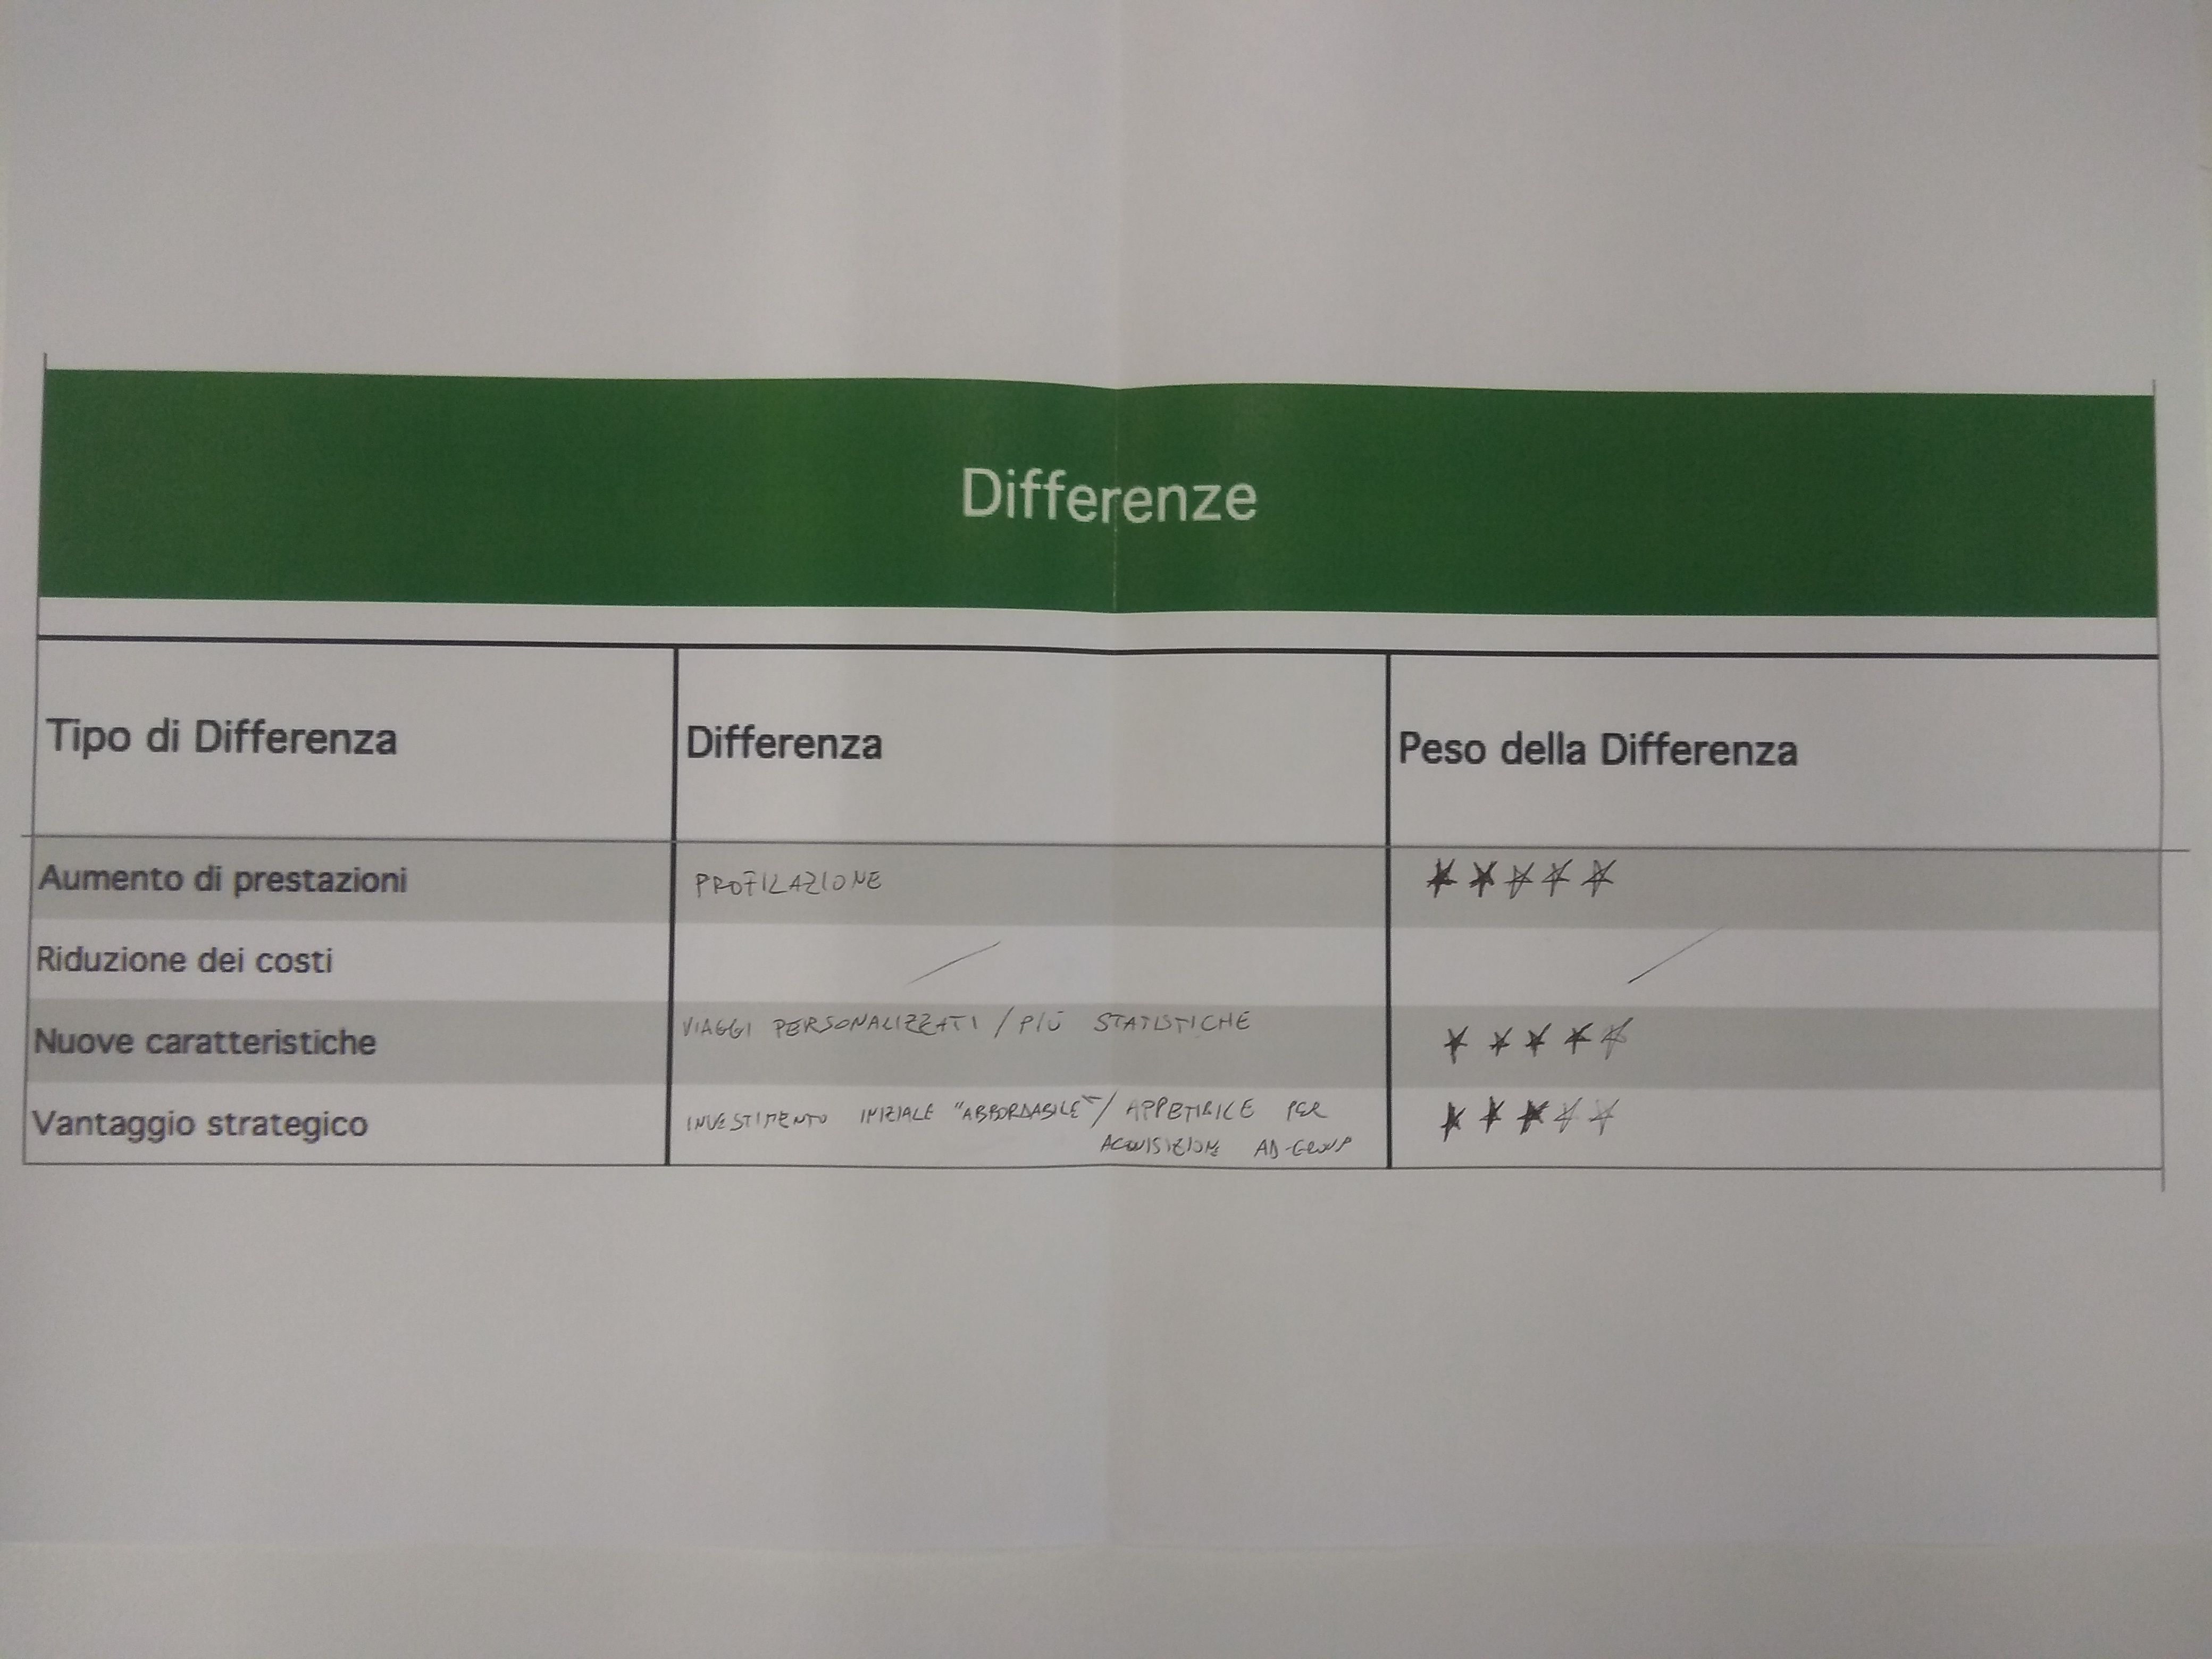 Differenze
Tipo di Differenza
Differenza
Peso della Differenza
Aumento di prestazioni
PROFILAZIONE
Riduzione dei costi
Nuove caratteristiche
VIAGGI PERSONALIZZATI / PIÙ STATISTICHE
Vantaggio strategico
INVESTIMENTO INIZIALE "ABBORDABILE" / APPETIBILE PER
ACQUISIZIONE AD-GROUP